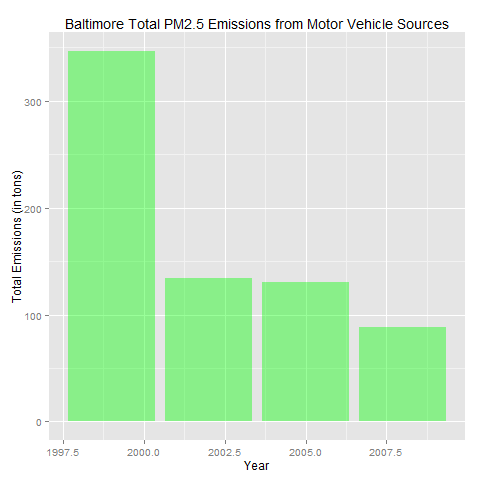 Baltimore Total PM2.5 Emissions from Motor Vehicle Sources
Total Emissions (in tons)
300
200
100
0
1997.5 2000.0 2002.5 2005.0 2007.5
Year